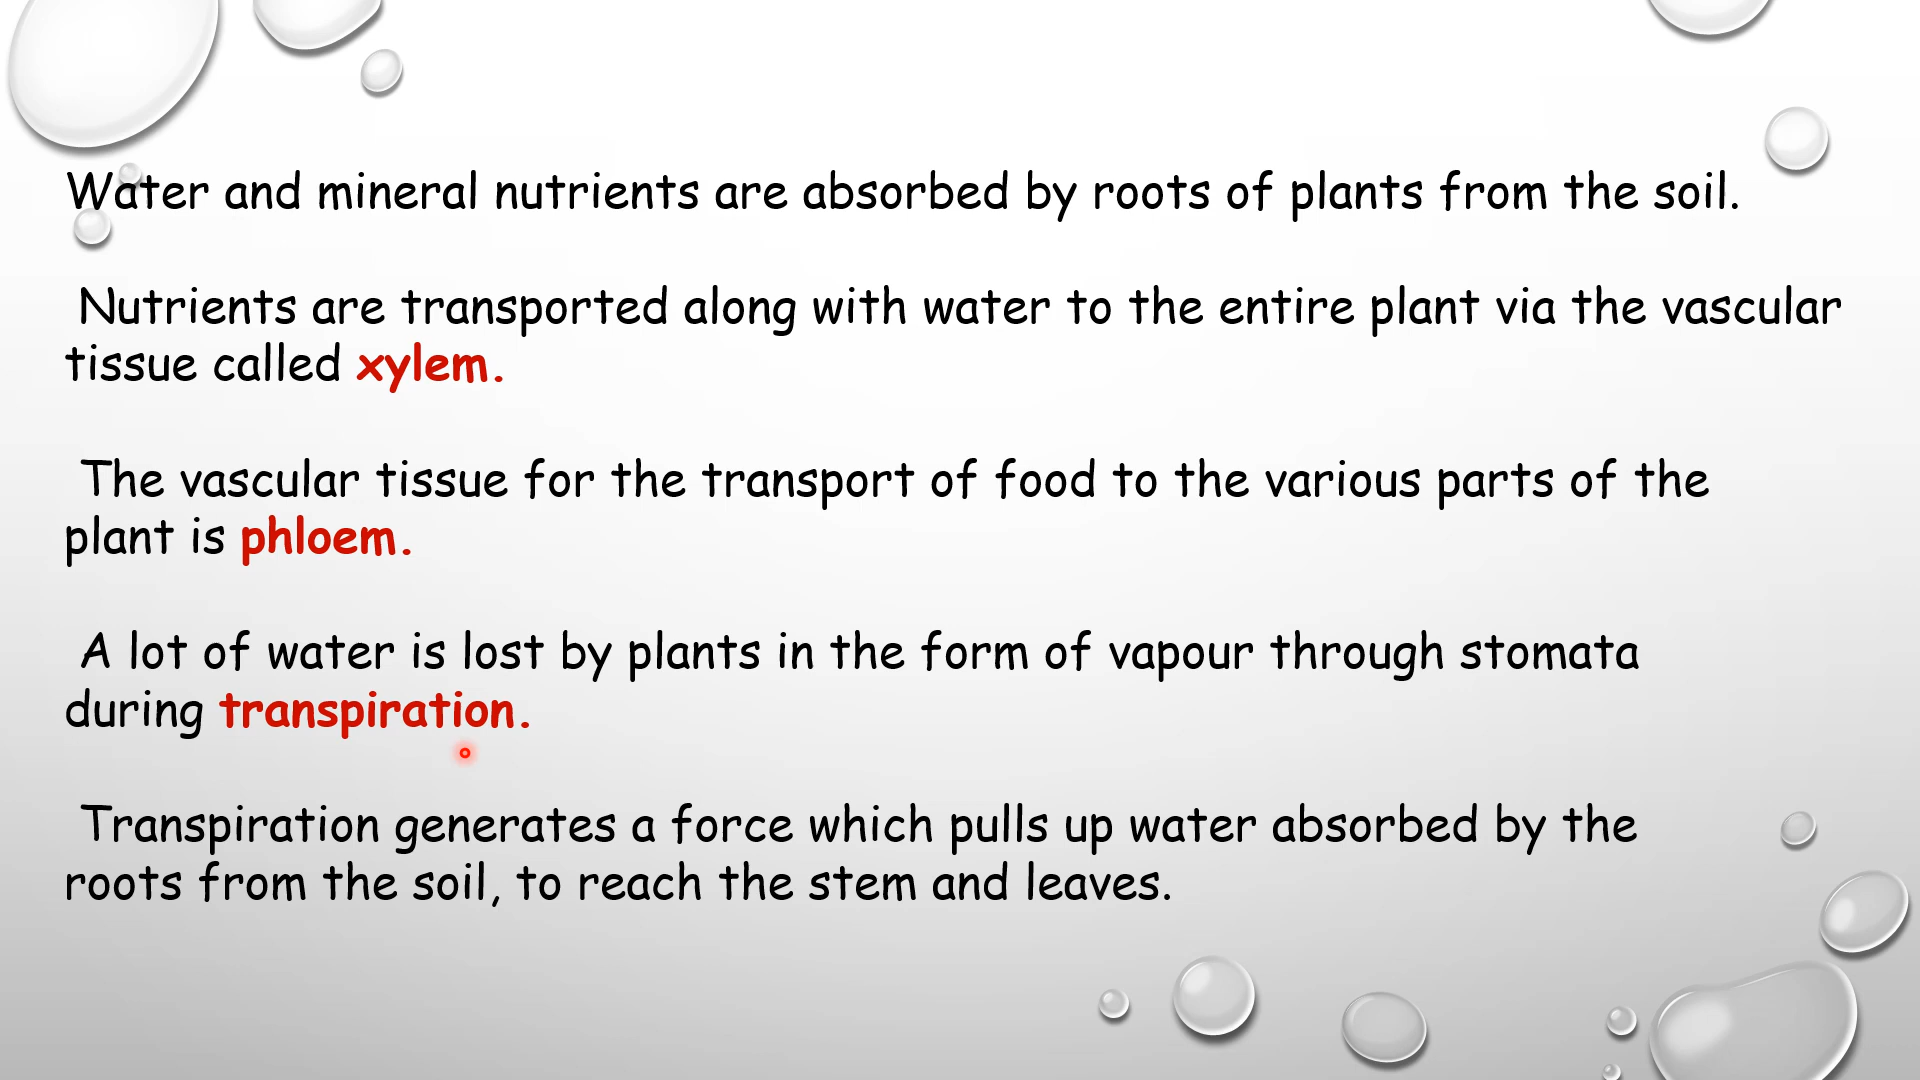 Water and mineral nutrients are absorbed by roots of plants from the soil.
Nutrients are transported along with water to the entire plant via the vascular
tissue called xylem.
The vascular tissue for the transport of food to the various parts of the
plant is phloem.
A lot of water is lost by plants in the form of vapour through stomata
during transpiration.
Transpiration generates a force which pulls up water absorbed by the
roots from the soil, to reach the stem and leaves.